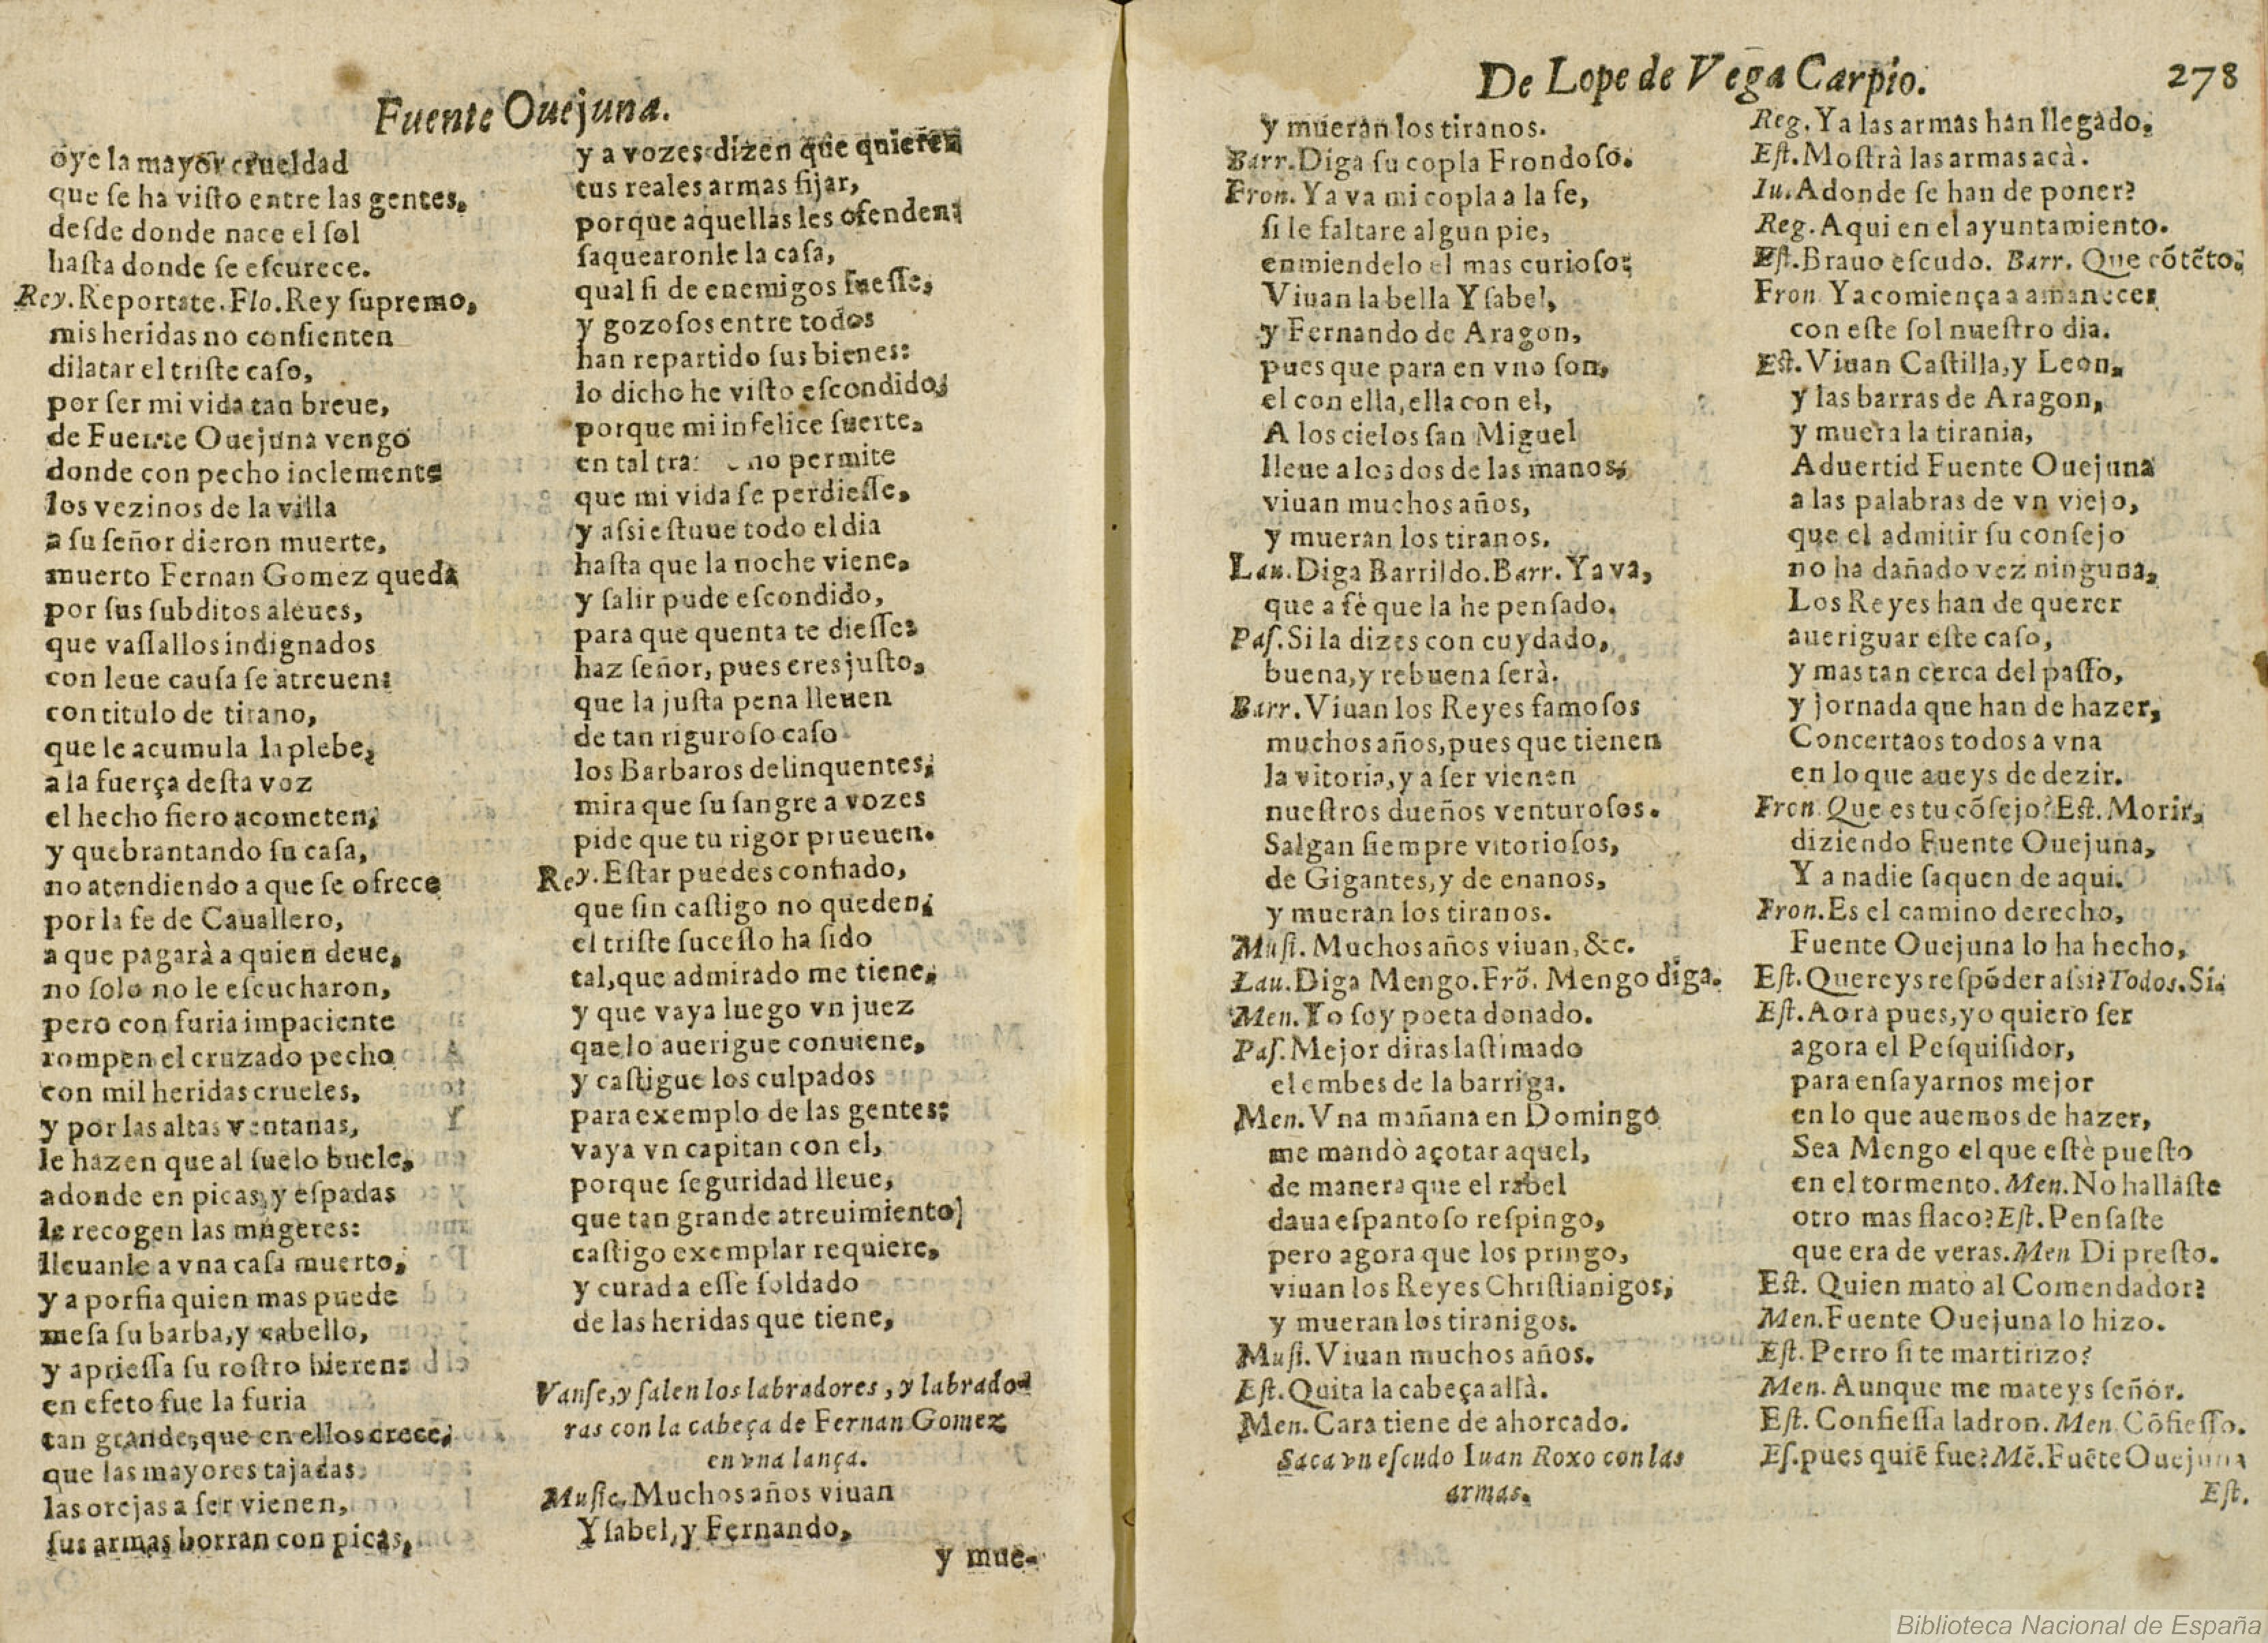 Fuente Ouejuna.
oye la mayor crueldad
que ſe ha viſto entre las gentes,
deſde donde nace el ſol
haſta donde ſe eſcurece.
Rey. Reportate. Flo. Rey ſupremo,
mis heridas no conſienten
dilatar el triſte caſo,
por ſer mi vida tan breue,
de Fuente Ouejuna vengo
donde con pecho inclemente
los vezinos de la villa
a ſu ſeñor dieron muerte,
muerto Fernan Gomez queda
por ſus ſubditos aleues,
que vaſſallos indignados
con leue cauſa ſe atreuen:
con titulo de tirano,
que le acumula la plebe,
a la fuerça deſta voz
el hecho fiero acometen;
y quebrantando ſu caſa,
no atendiendo a que ſe ofrece
por la fe de Cauallero,
a que pagarà a quien deue,
no ſolo no le eſcucharon,
pero con furia impaciente
rompen el cruzado pecho
con mil heridas crueles,
y por las altas ventanas,
le hazen que al ſuelo buele,
adonde en picas, y eſpadas
le recogen las mugeres:
lleuanle a vna caſa muerto,
y a porfia quien mas puede
meſa ſu barba, y cabello,
y aprieſſa ſu roſtro hieren:
en efeto fue la furia
tan grande, que en ellos crece,
que las mayores tajadas
las orejas a ſer vienen,
ſus armas borran con picas,
y a vozes dizen que quieren
tus reales armas fijar,
porque aquellas les ofenden:
ſaquearonle la caſa,
qual ſi de enemigos fueſſe,
y gozoſos entre todos
han repartido ſus bienes:
lo dicho he viſto eſcondido,
porque mi infelice ſuerte,
en tal no permite
que mi vida ſe perdieſſe,
y aſsi eſtuue todo el dia
haſta que la noche viene,
y ſalir pude eſcondido,
para que quenta te dieſſe:
haz ſeñor, pues eres juſto,
que la juſta pena lleuen
de tan riguroſo caſo
los Barbaros delinquentes;
mira que ſu ſangre a vozes
pide que tu rigor prueuen.
Rey. Eſtar puedes confiado,
que ſin caſtigo no queden;
el triſte ſuceſſo ha ſido
tal, que admirado me tiene,
y que vaya luego vn juez
que lo auerigue conuiene,
y caſtigue los culpados
para exemplo de las gentes:
vaya vn capitan con el,
porque ſeguridad lleue,
que tan grande atreuimiento
caſtigo exemplar requiere,
y curad a eſſe ſoldado
de las heridas que tiene,
Vanſe, y ſalen los labradores, y labrado-
ras con la cabeça de Fernan Gomez
en vna lança.
Muſic. Muchos años viuan
Yſabel, y Fernando,
y mue-
De Lope de Vega Carpio.
278
y mueran los tiranos.
Barr. Diga ſu copla Frondoſo.
Fron. Ya va mi copla a la fe,
ſi le faltare algun pie,
enmiendelo el mas curioſo:
Viuan la bella Yſabel,
y Fernando de Aragon,
pues que para en vno ſon,
el con ella, ella con el,
A los cielos ſan Miguel
lleue a los dos de las manos,
viuan muchos años,
y mueran los tiranos.
Lau. Diga Barrildo. Barr. Ya va,
que a fè que la he penſado.
Paſ. Si la dizes con cuydado,
buena, y rebuena ſerà.
Barr. Viuan los Reyes famoſos
muchos años, pues que tienen
la vitoria, y a ſer vienen
nueſtros dueños venturoſos.
Salgan ſiempre vitorioſos,
de Gigantes, y de enanos,
y mueran los tiranos.
Muſi. Muchos años viuan, &c.
Lau. Diga Mengo. Frō. Mengo diga.
Men. Yo ſoy poeta donado.
Paſ. Mejor diras laſtimado
el embes de la barriga.
Men. Vna mañana en Domingo
me mandò açotar aquel,
de manera que el rabel
daua eſpantoſo reſpingo,
pero agora que los pringo,
viuan los Reyes Chriſtianigos,
y mueran los tiranigos.
Muſi. Viuan muchos años.
Eſt. Quita la cabeça allà.
Men. Cara tiene de ahorcado.
Saca vn eſcudo Iuan Roxo con las
armas.
Reg. Ya las armas han llegado,
Eſt. Moſtrà las armas acà.
Iu. Adonde ſe han de poner?
Reg. Aqui en el ayuntamiento.
Eſt. Brauo eſcudo. Barr. Que cōtēto,
Fron. Ya comiença a amanecer
con eſte ſol nueſtro dia.
Eſt. Viuan Caſtilla, y Leon,
y las barras de Aragon,
y muera la tirania,
Aduertid Fuente Ouejuna
a las palabras de vn viejo,
que el admitir ſu conſejo
no ha dañado vez ninguna,
Los Reyes han de querer
aueriguar eſte caſo,
y mas tan cerca del paſſo,
y jornada que han de hazer,
Concertaos todos a vna
en lo que aueys de dezir.
Fron. Que es tu cōſejo? Eſt. Morir,
diziendo Fuente Ouejuna,
Y a nadie ſaquen de aqui.
Fron. Es el camino derecho,
Fuente Ouejuna lo ha hecho,
Eſt. Quereys reſpōder aſsi? Todos. Si.
Eſt. Aora pues, yo quiero ſer
agora el Peſquiſidor,
para enſayarnos mejor
en lo que auemos de hazer,
Sea Mengo el que eſtè pueſto
en el tormento. Men. No hallaſte
otro mas flaco? Eſt. Penſaſte
que era de veras. Men Di preſto.
Eſt. Quien matò al Comendador?
Men. Fuente Ouejuna lo hizo.
Eſt. Perro ſi te martirizo?
Men. Aunque me mateys ſeñor.
Eſt. Confieſſa ladron. Men. Cōfieſſo.
Eſ. pues quiē fue? Mē. Fuēte Ouejuna
Eſt.
Biblioteca Nacional de España